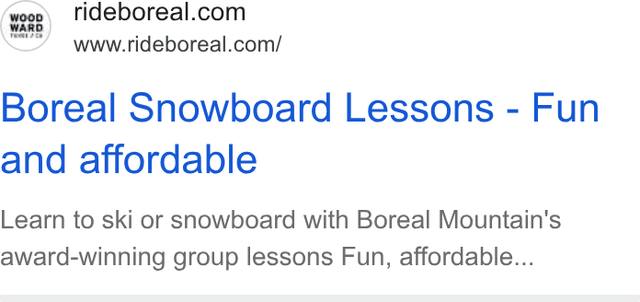 WOOD
WARD
rideboreal.com
www.rideboreal.com/
Boreal Snowboard Lessons - Fun
and affordable
Learn to ski or snowboard with Boreal Mountain's
award-winning group lessons Fun, affordable...